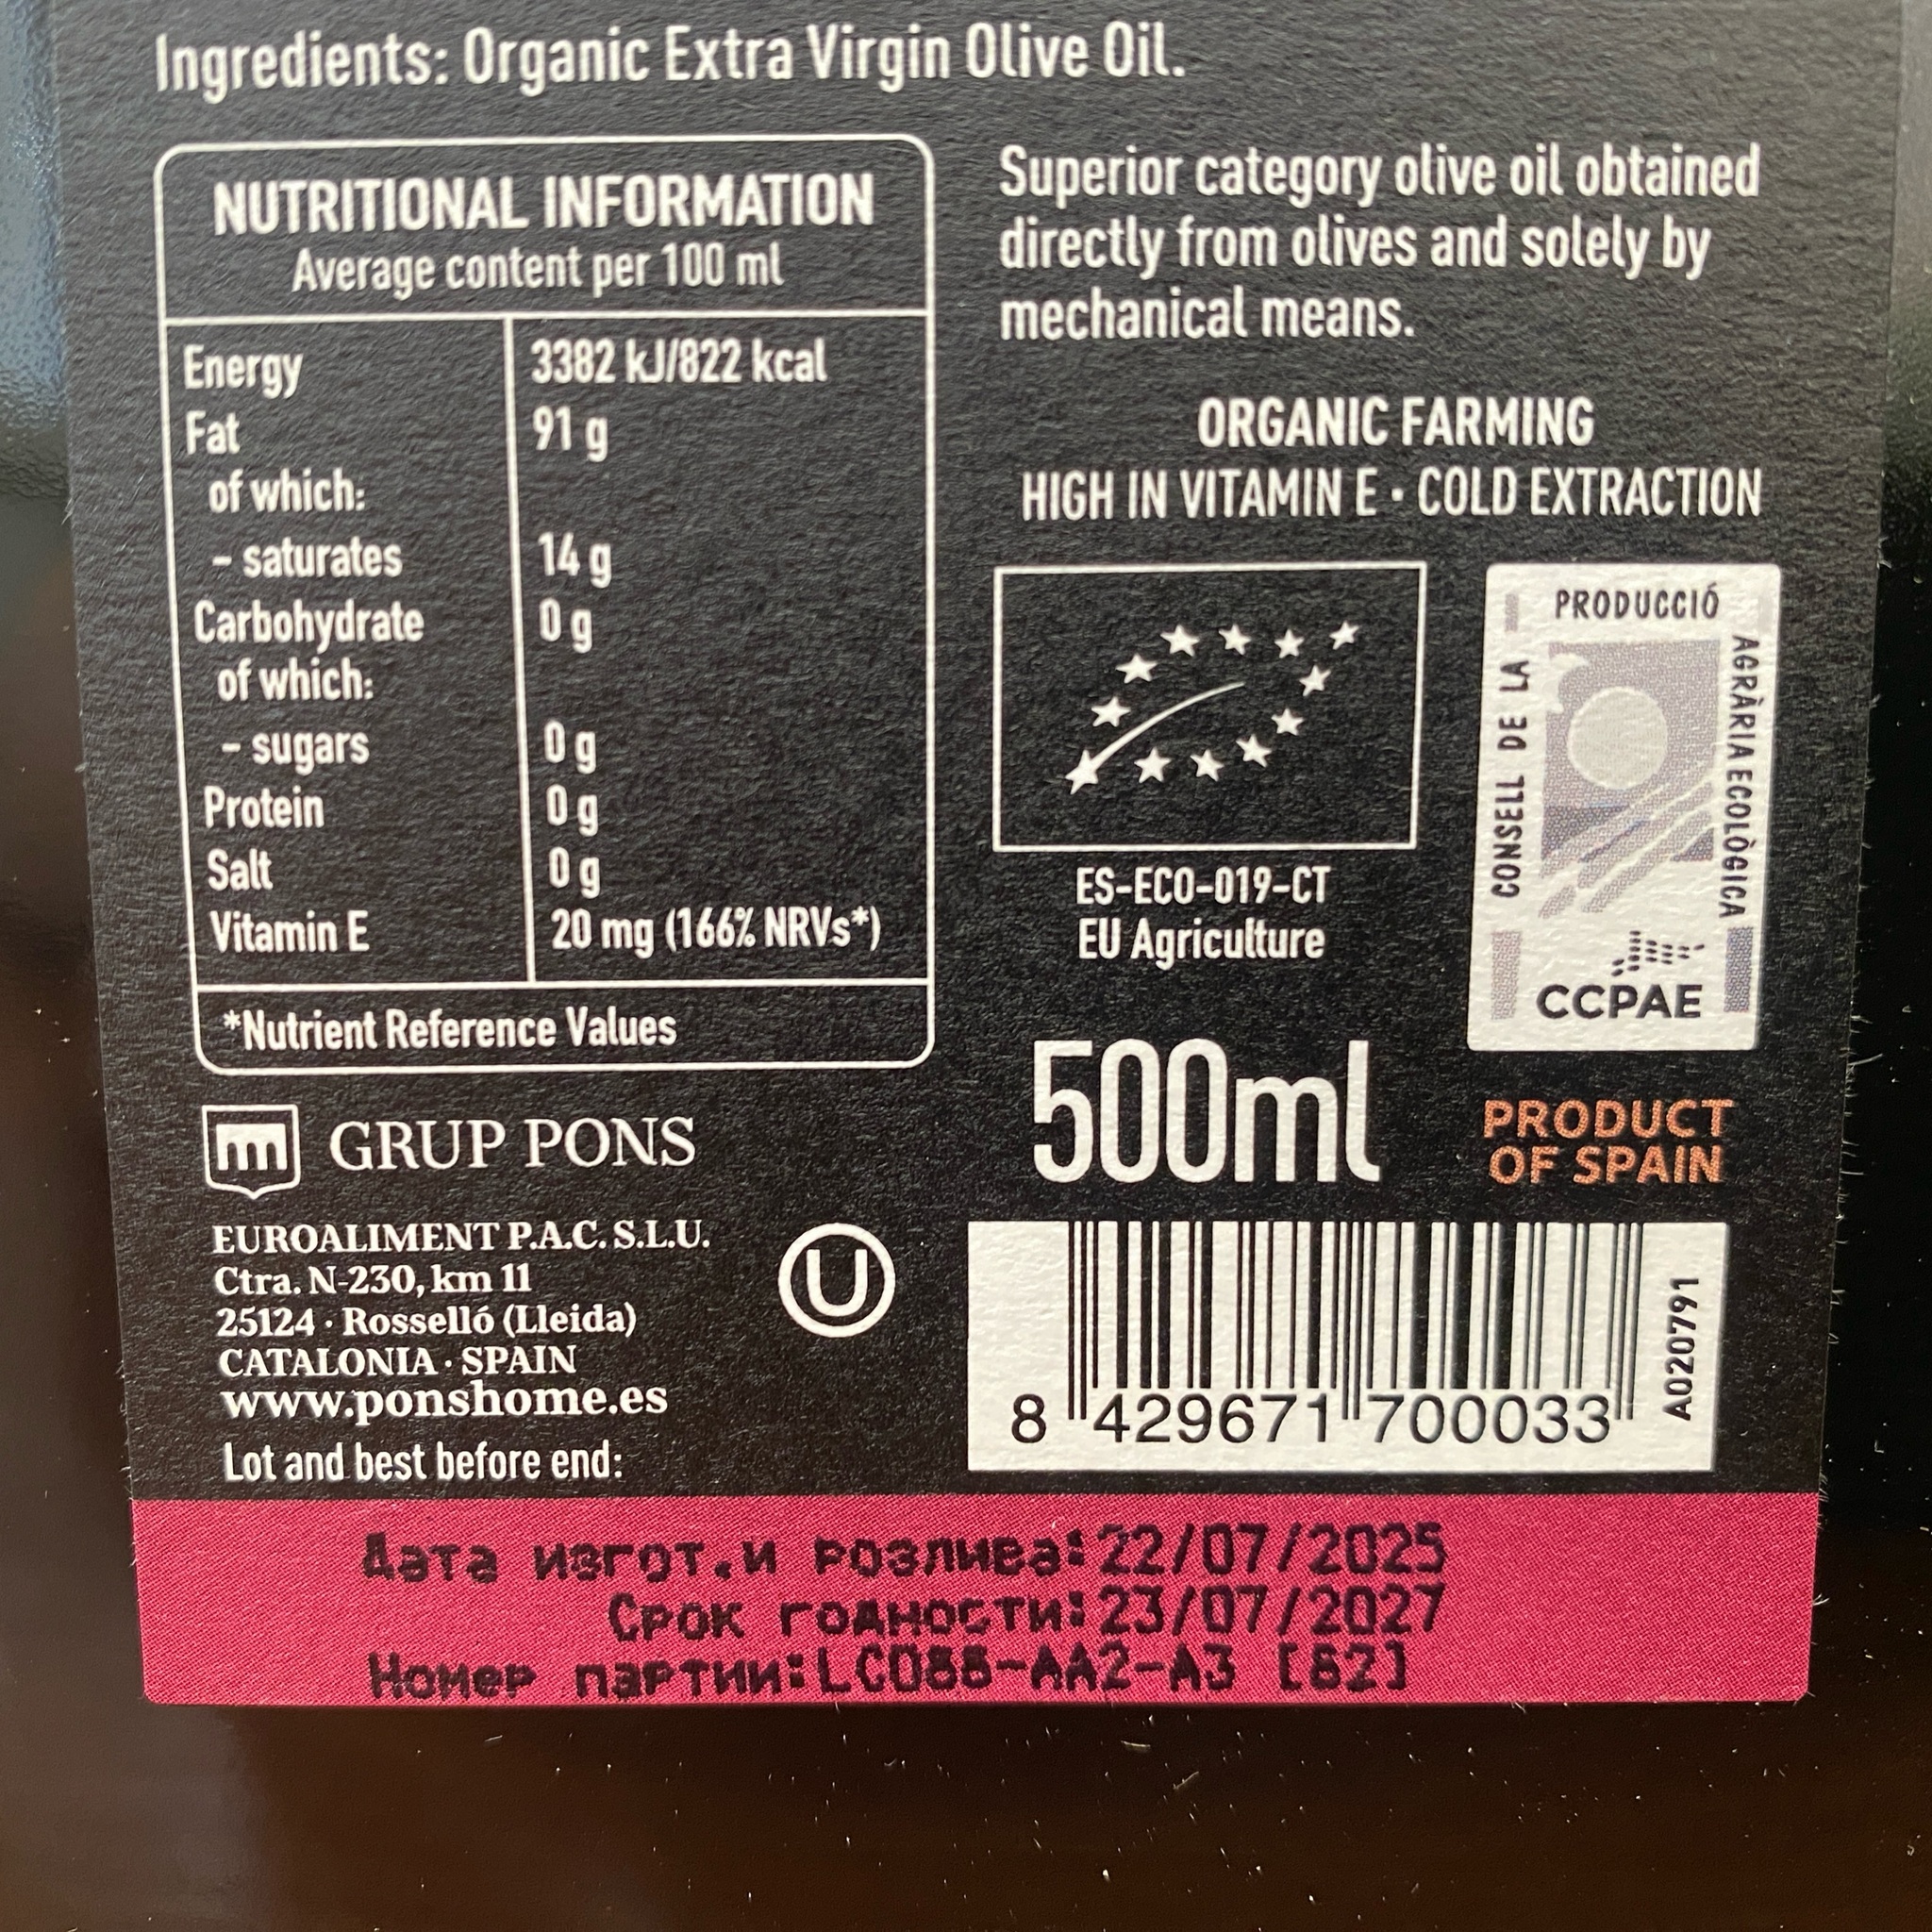 Ingredients: Organic Extra Virgin Olive Oil.
NUTRITIONAL INFORMATION
Average content per 100 ml
Energy 3382 kJ/822 kcal
Fat 91 g
of which:
- saturates 14 g
Carbohydrate 0 g
of which:
- sugars 0 g
Protein 0 g
Salt 0 g
Vitamin E 20 mg (166% NRVs*)
*Nutrient Reference Values
Superior category olive oil obtained
directly from olives and solely by
mechanical means.
ORGANIC FARMING
HIGH IN VITAMIN E · COLD EXTRACTION
ES-ECO-019-CT
EU Agriculture
CONSELL DE LA
PRODUCCIÓ
AGRÀRIA ECOLÒGICA
CCPAE
500ml
PRODUCT
OF SPAIN
GRUP PONS
EUROALIMENT P.A.C. S.L.U.
Ctra. N-230, km 11
25124 · Rosselló (Lleida)
CATALONIA · SPAIN
www.ponshome.es
U
Lot and best before end:
8 429671 700033
A020791
Дата изгот.и розлива:22/07/2025
Срок годности:23/07/2027
Номер партии:LC088-AA2-A3 [62]